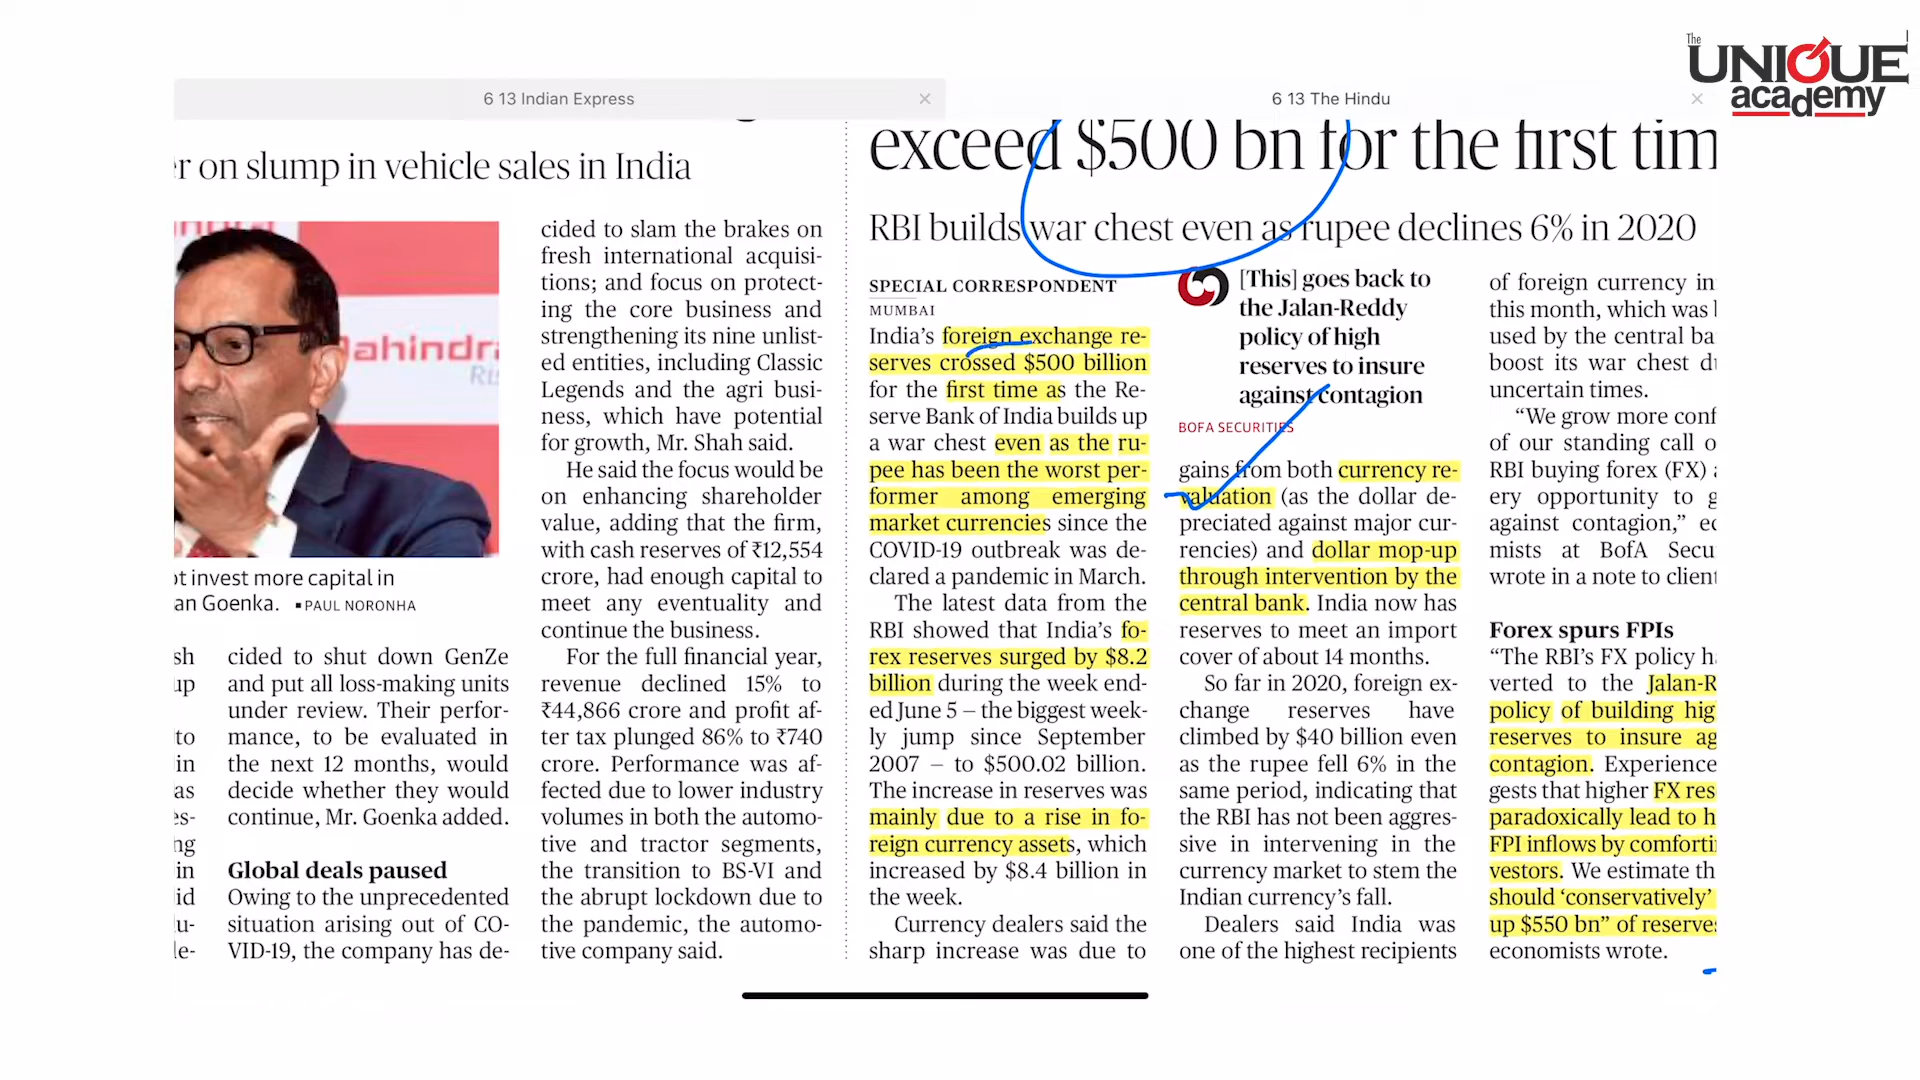 The
UNIQUE
academy
6 13 Indian Express
6 13 The Hindu
er on slump in vehicle sales in India
Mahindra
Ris
ot invest more capital in
an Goenka. ▪PAUL NORONHA
sh
up
to
in
as
es-
ng
in
id
lu-
le-
cided to shut down GenZe
and put all loss-making units
under review. Their perfor-
mance, to be evaluated in
the next 12 months, would
decide whether they would
continue, Mr. Goenka added.
Global deals paused
Owing to the unprecedented
situation arising out of CO-
VID-19, the company has de-
cided to slam the brakes on
fresh international acquisi-
tions; and focus on protect-
ing the core business and
strengthening its nine unlist-
ed entities, including Classic
Legends and the agri busi-
ness, which have potential
for growth, Mr. Shah said.
He said the focus would be
on enhancing shareholder
value, adding that the firm,
with cash reserves of ₹12,554
crore, had enough capital to
meet any eventuality and
continue the business.
For the full financial year,
revenue declined 15% to
₹44,866 crore and profit af-
ter tax plunged 86% to ₹740
crore. Performance was af-
fected due to lower industry
volumes in both the automo-
tive and tractor segments,
the transition to BS-VI and
the abrupt lockdown due to
the pandemic, the automo-
tive company said.
exceed $500 bn for the first tim
RBI builds war chest even as rupee declines 6% in 2020
SPECIAL CORRESPONDENT
MUMBAI
India's foreign exchange re-
serves crossed $500 billion
for the first time as the Re-
serve Bank of India builds up
a war chest even as the ru-
pee has been the worst per-
former among emerging
market currencies since the
COVID-19 outbreak was de-
clared a pandemic in March.
The latest data from the
RBI showed that India's fo-
rex reserves surged by $8.2
billion during the week end-
ed June 5 – the biggest week-
ly jump since September
2007 – to $500.02 billion.
The increase in reserves was
mainly due to a rise in fo-
reign currency assets, which
increased by $8.4 billion in
the week.
Currency dealers said the
sharp increase was due to
[This] goes back to
the Jalan-Reddy
policy of high
reserves to insure
against contagion
BOFA SECURITIES
gains from both currency re-
valuation (as the dollar de-
preciated against major cur-
rencies) and dollar mop-up
through intervention by the
central bank. India now has
reserves to meet an import
cover of about 14 months.
So far in 2020, foreign ex-
change reserves have
climbed by $40 billion even
as the rupee fell 6% in the
same period, indicating that
the RBI has not been aggres-
sive in intervening in the
currency market to stem the
Indian currency's fall.
Dealers said India was
one of the highest recipients
of foreign currency in
this month, which was
used by the central ba
boost its war chest d
uncertain times.
"We grow more conf
of our standing call o
RBI buying forex (FX)
ery opportunity to g
against contagion," ec
mists at BofA Secu
wrote in a note to client
Forex spurs FPIs
"The RBI's FX policy h
verted to the Jalan-R
policy of building hig
reserves to insure ag
contagion. Experience
gests that higher FX res
paradoxically lead to h
FPI inflows by comforti
vestors. We estimate th
should 'conservatively'
up $550 bn" of reserves
economists wrote.